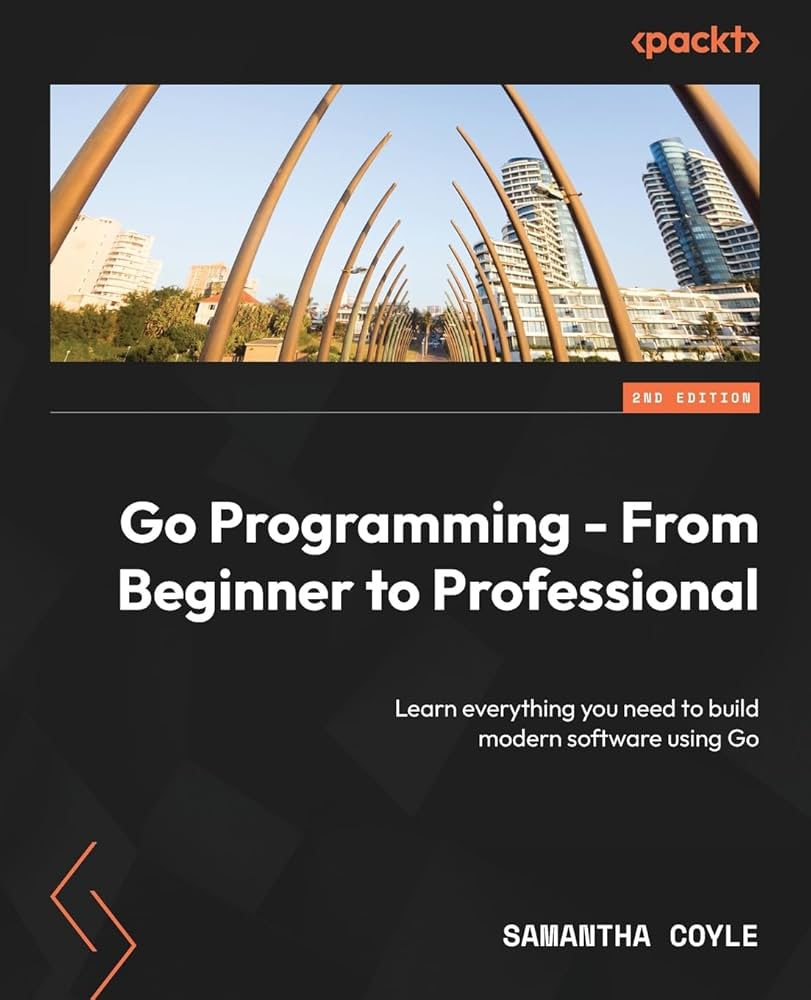 <packt>
2ND EDITION
Go Programming - From
Beginner to Professional
Learn everything you need to build
modern software using Go
SAMANTHA COYLE